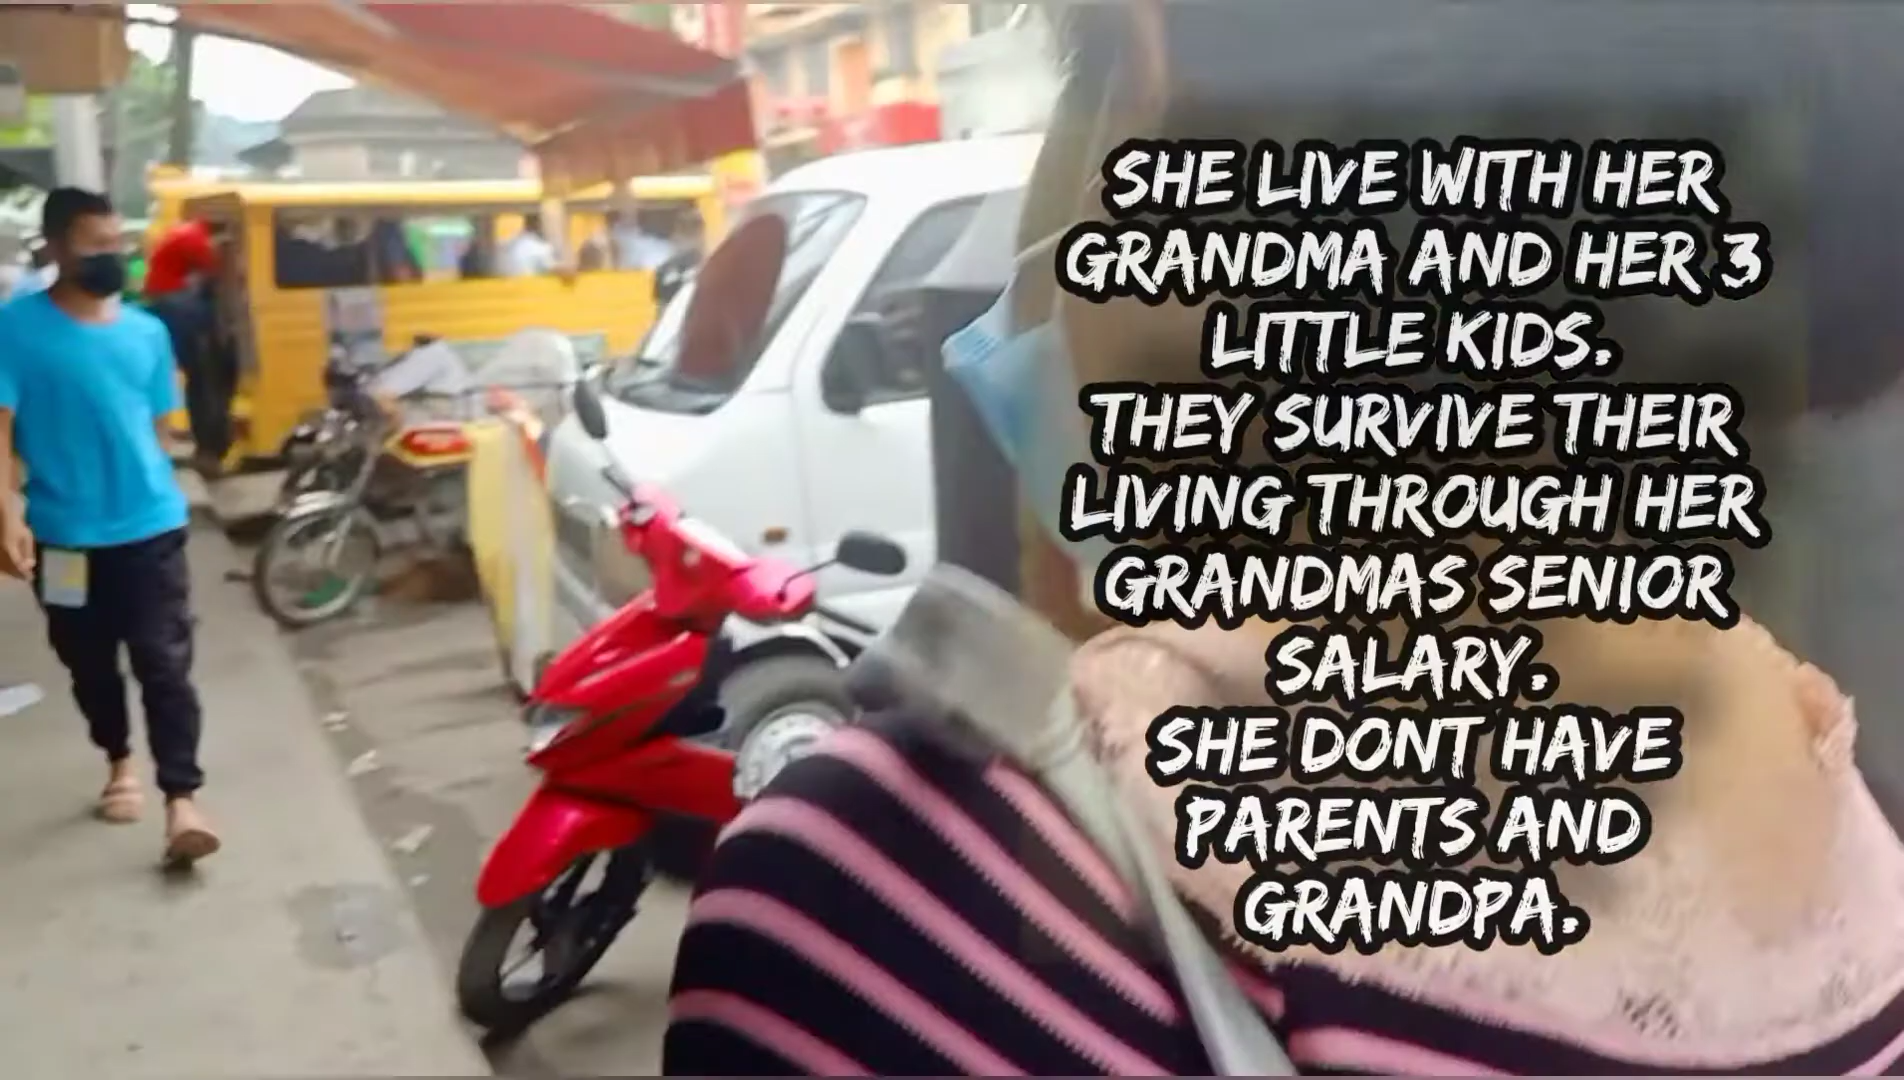 SHE LIVE WITH HER
GRANDMA AND HER 3
LITTLE KIDS.
THEY SURVIVE THEIR
LIVING THROUGH HER
GRANDMAS SENIOR
SALARY.
SHE DONT HAVE
PARENTS AND
GRANDPA.